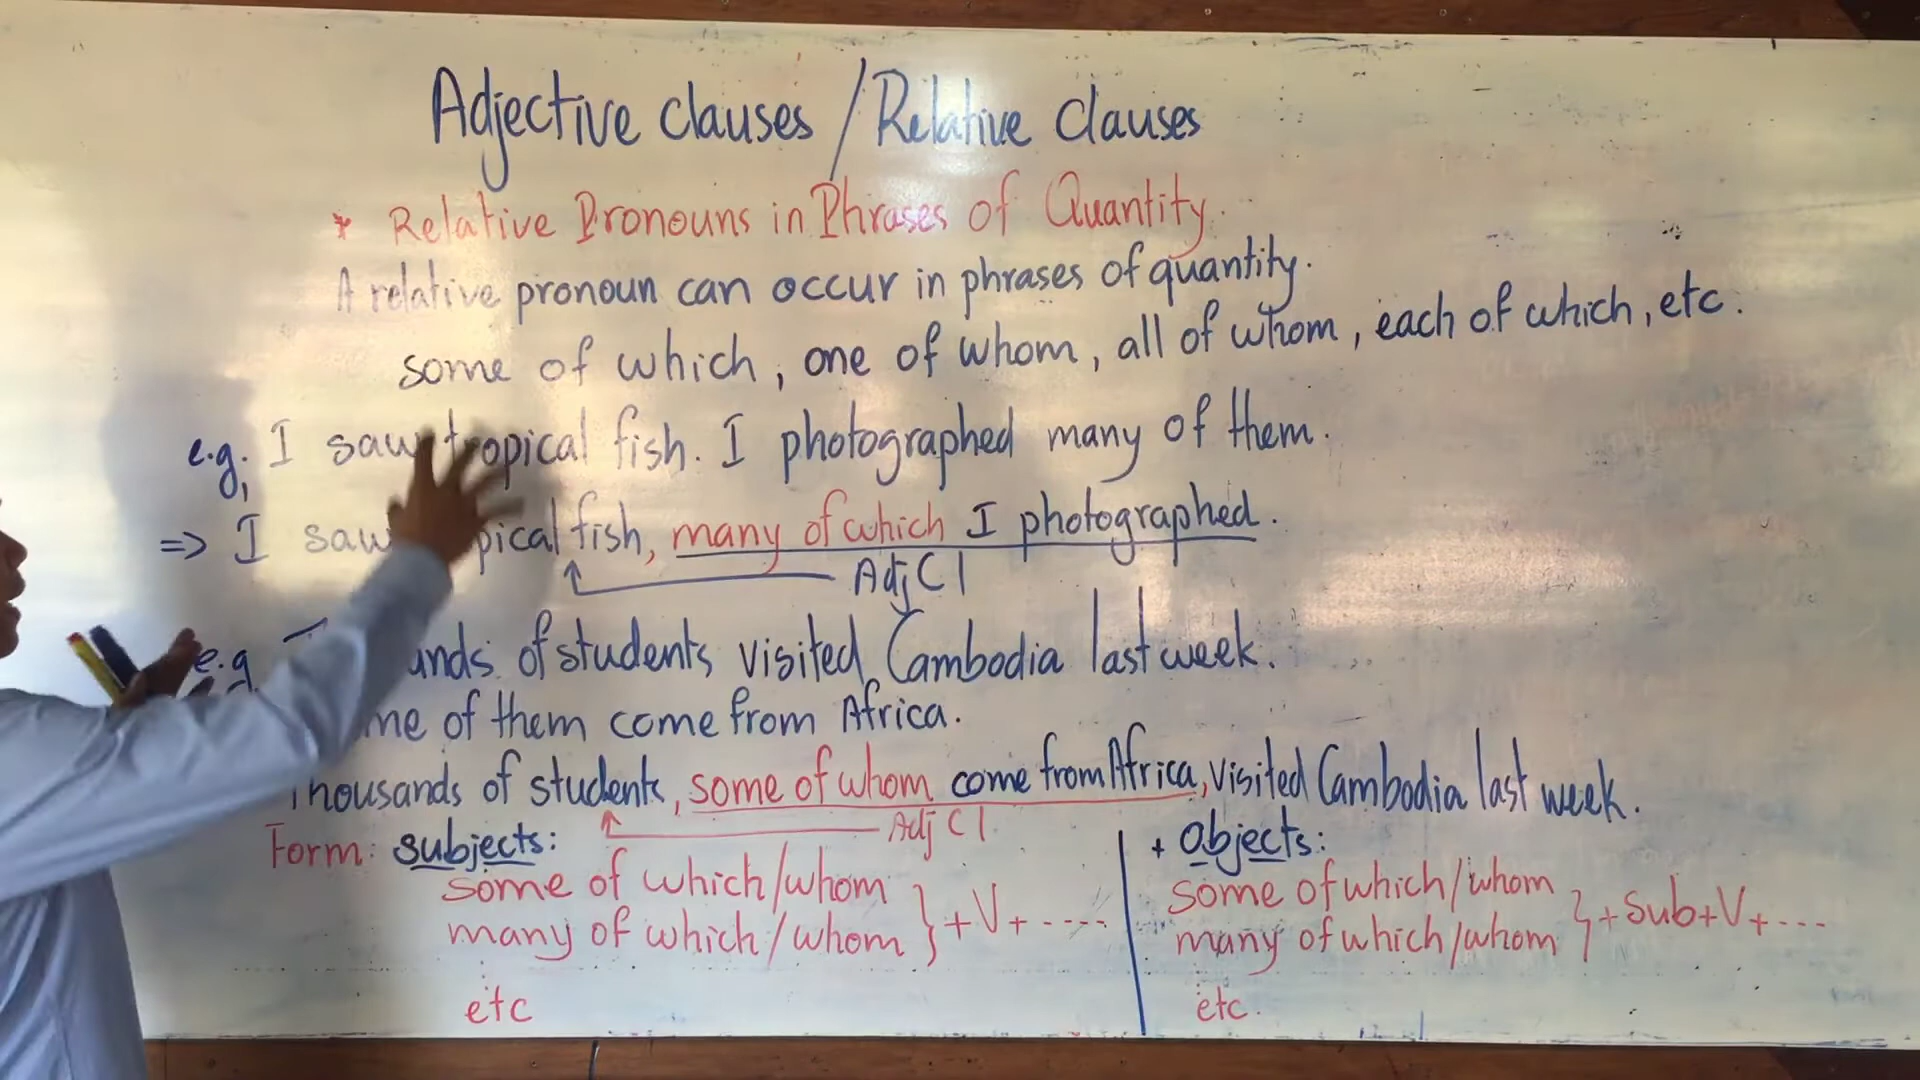 Adjective clauses / Relative clauses
* Relative Pronouns in Phrases of Quantity.
A relative pronoun can occur in phrases of quantity.
some of which, one of whom, all of whom, each of which, etc.
e.g, I saw tropical fish. I photographed many of them.
=> I saw pical fish, many of which I photographed.
Adj Cl
e.g T ands of students visited Cambodia last week.
me of them come from Africa.
Thousands of students, some of whom come from Africa, visited Cambodia last week.
Adj Cl
Form: subjects:
some of which/whom
many of which/whom } + V + ....
etc
+ Objects:
some of which/whom
many of which/whom } + Sub + V + ...
etc.